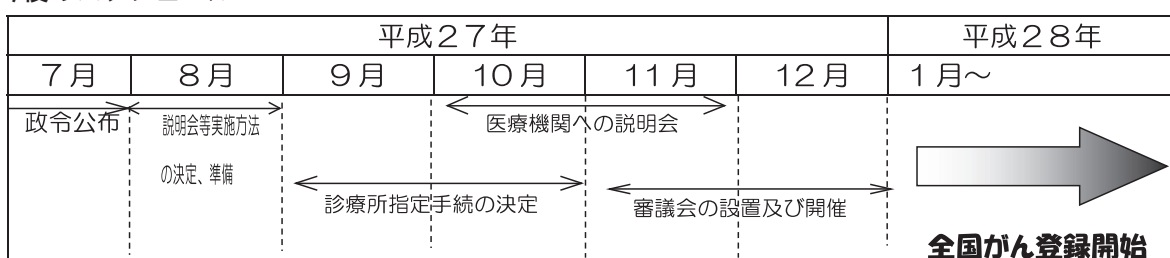 平成27年 平成28年
7月 8月 9月 10月 11月 12月 1月～
政令公布 説明会等実施方法 医療機関への説明会
の決定、準備
診療所指定手続の決定 審議会の設置及び開催
全国がん登録開始